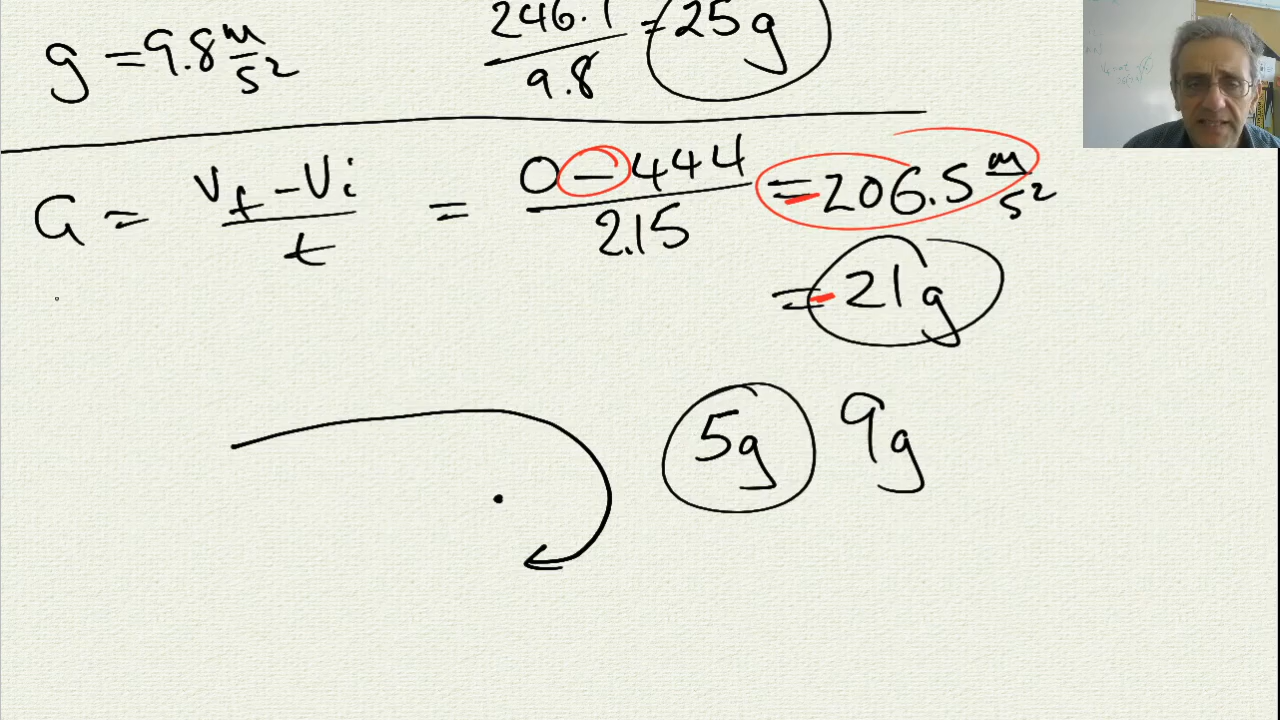 g = 9.8 m/s²
246.1/9.8 = 25g
a = (Vf - Vi)/t = (0 - 444)/2.15 = -206.5 m/s²
= -21g
5g 9g